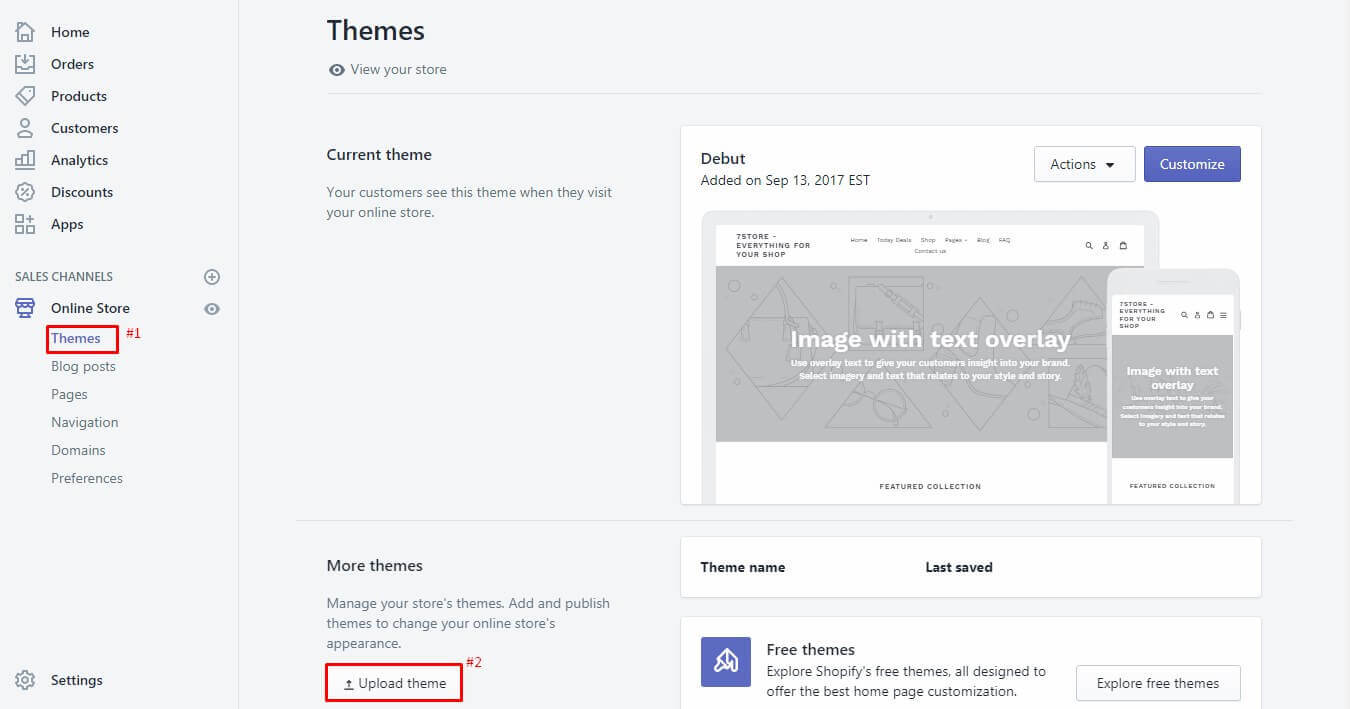 Home
Orders
Products
Customers
Analytics
Discounts
Apps
SALES CHANNELS
Online Store
Themes #1
Blog posts
Pages
Navigation
Domains
Preferences
Settings
Themes
View your store
Current theme
Your customers see this theme when they visit
your online store.
Debut
Added on Sep 13, 2017 EST
Actions
Customize
7STORE -
EVERYTHING FOR
YOUR SHOP
Home Today Deals Shop Pages Blog FAQ
Contact us
Image with text overlay
Use overlay text to give your customers insight into your brand.
Select imagery and text that relates to your style and story.
FEATURED COLLECTION
7STORE -
EVERYTHING
FOR YOUR
SHOP
Image with text
overlay
Use overlay text to give your
customers insight into your brand.
Select imagery and text that relates
to your style and story.
FEATURED COLLECTION
More themes
Manage your store's themes. Add and publish
themes to change your online store's
appearance.
Upload theme #2
Theme name Last saved
Free themes
Explore Shopify's free themes, all designed to
offer the best home page customization.
Explore free themes